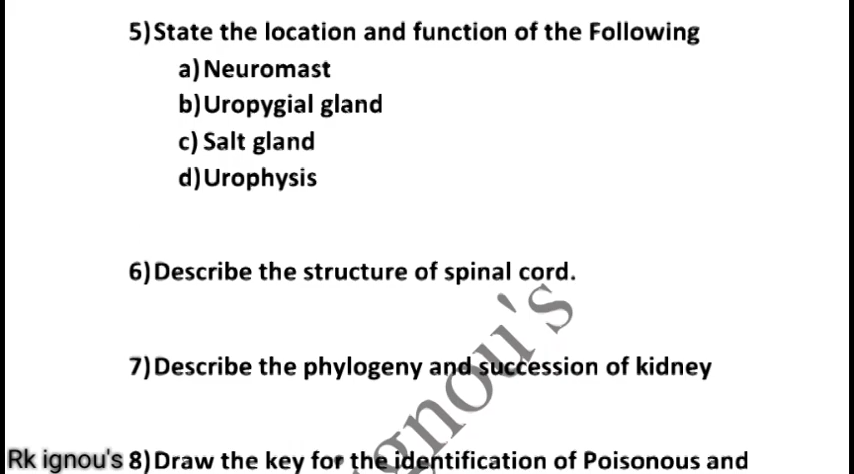 5)State the location and function of the Following
a)Neuromast
b)Uropygial gland
c) Salt gland
d)Urophysis
6)Describe the structure of spinal cord.
7)Describe the phylogeny and succession of kidney
gnou's
Rk ignou's 8)Draw the key for the identification of Poisonous and